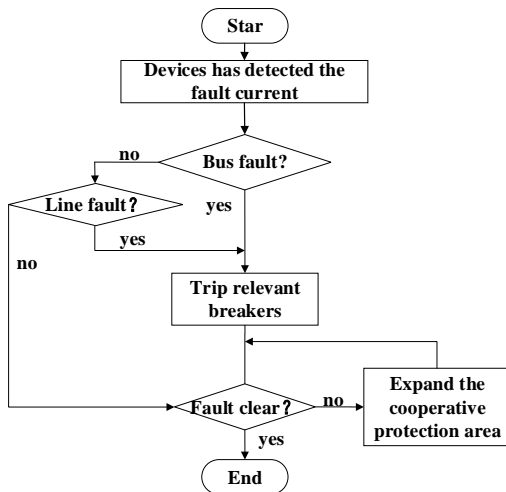 Star
Devices has detected the
fault current
no
Bus fault?
Line fault?
yes
yes
no
Trip relevant
breakers
Fault clear?
no
Expand the
cooperative
protection area
yes
End